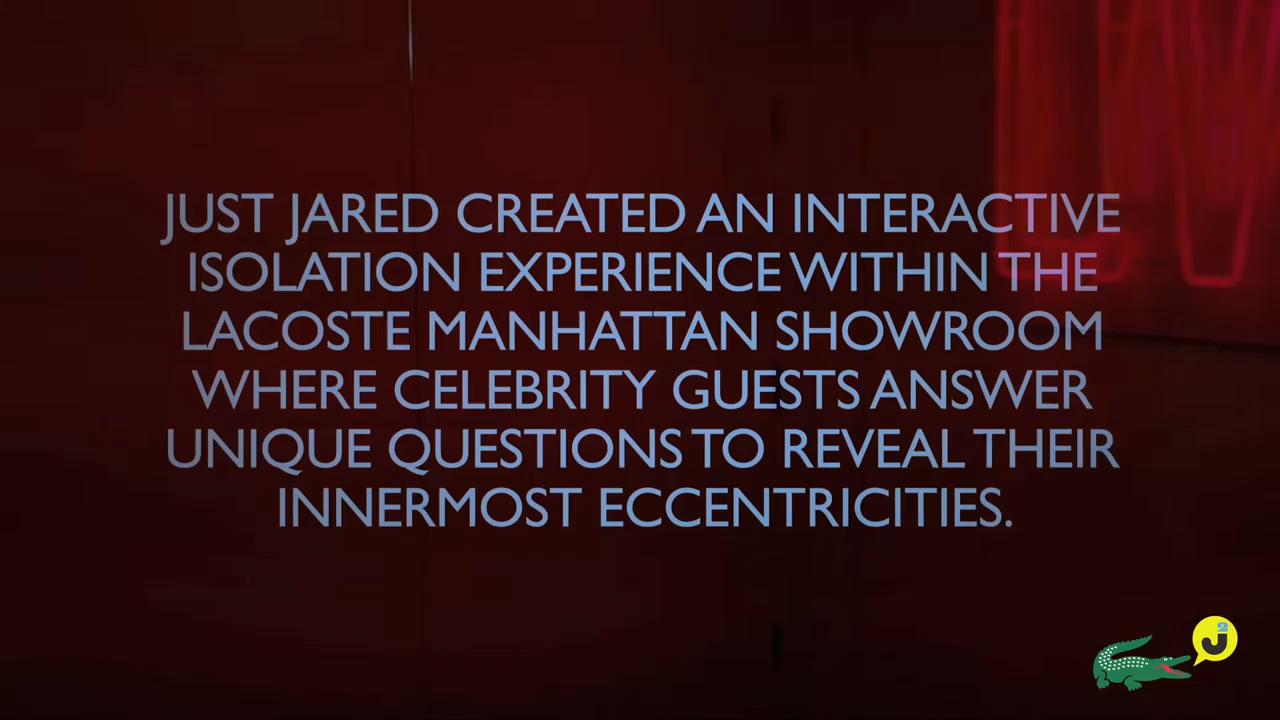 JUST JARED CREATED AN INTERACTIVE
ISOLATION EXPERIENCE WITHIN THE
LACOSTE MANHATTAN SHOWROOM
WHERE CELEBRITY GUESTS ANSWER
UNIQUE QUESTIONS TO REVEAL THEIR
INNERMOST ECCENTRICITIES.
J2